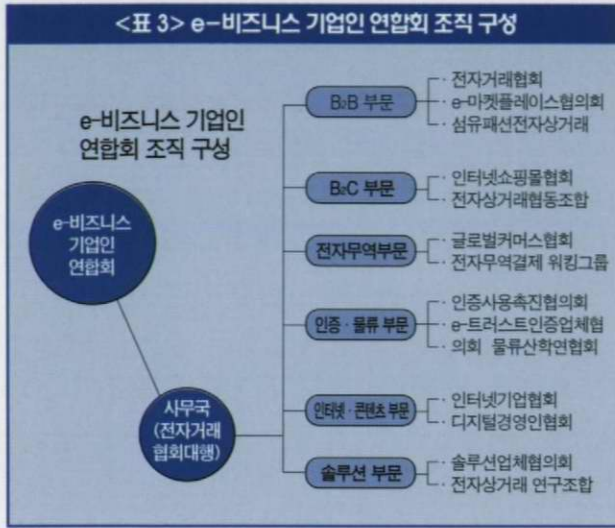 <표 3> e-비즈니스 기업인 연합회 조직 구성
e-비즈니스 기업인
연합회 조직 구성
e-비즈니스
기업인
연합회
사무국
(전자거래
협회대행)
B2B 부문
· 전자거래협회
· e-마켓플레이스협의회
· 섬유패션전자상거래
B2C 부문
· 인터넷쇼핑몰협회
· 전자상거래협동조합
전자무역부문
· 글로벌커머스협회
· 전자무역결제 워킹그룹
인증 · 물류 부문
· 인증사용촉진협의회
· e-트러스트인증업체협
· 의회 물류산학연협회
인터넷 · 콘텐츠 부문
· 인터넷기업협회
· 디지털경영인협회
솔루션 부문
· 솔루션업체협의회
· 전자상거래 연구조합